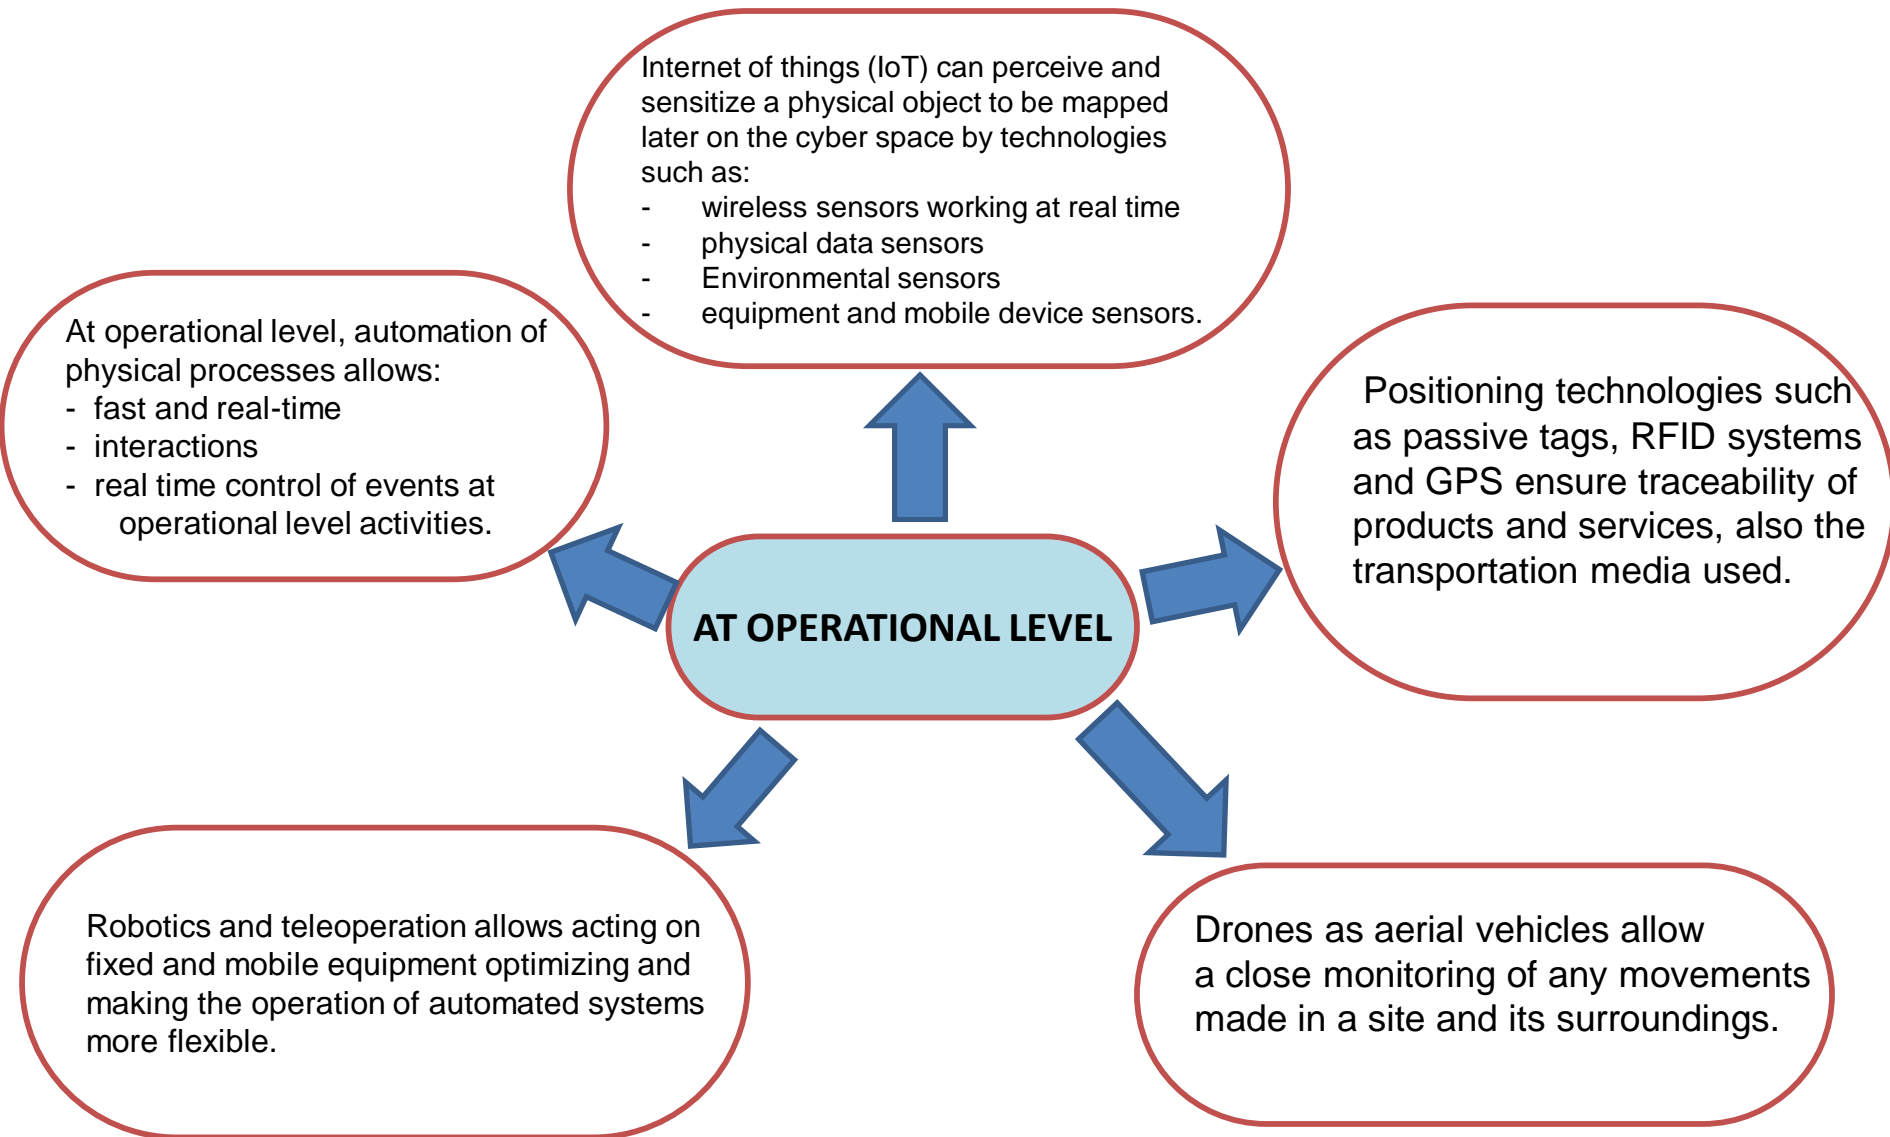 Internet of things (IoT) can perceive and
sensitize a physical object to be mapped
later on the cyber space by technologies
such as:
- wireless sensors working at real time
- physical data sensors
- Environmental sensors
- equipment and mobile device sensors.
At operational level, automation of
physical processes allows:
- fast and real-time
- interactions
- real time control of events at
operational level activities.
Positioning technologies such
as passive tags, RFID systems
and GPS ensure traceability of
products and services, also the
transportation media used.
AT OPERATIONAL LEVEL
Robotics and teleoperation allows acting on
fixed and mobile equipment optimizing and
making the operation of automated systems
more flexible.
Drones as aerial vehicles allow
a close monitoring of any movements
made in a site and its surroundings.